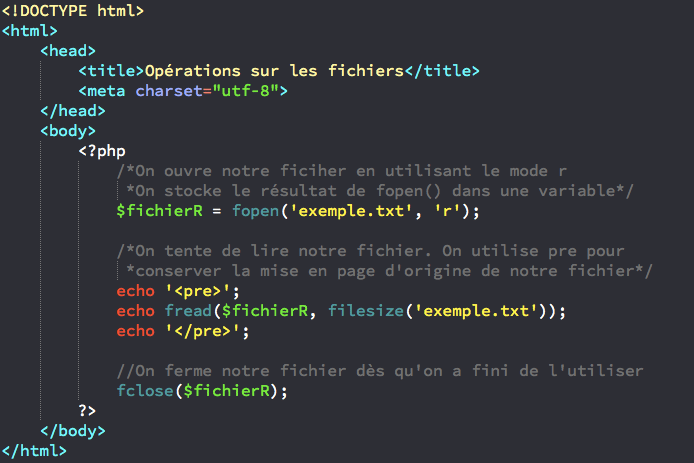 <!DOCTYPE html>
<html>
    <head>
        <title>Opérations sur les fichiers</title>
        <meta charset="utf-8">
    </head>
    <body>
        <?php
            /*On ouvre notre ficiher en utilisant le mode r
             *On stocke le résultat de fopen() dans une variable*/
            $fichierR = fopen('exemple.txt', 'r');

            /*On tente de lire notre fichier. On utilise pre pour
             *conserver la mise en page d'origine de notre fichier*/
            echo '<pre>';
            echo fread($fichierR, filesize('exemple.txt'));
            echo '</pre>';

            //On ferme notre fichier dès qu'on a fini de l'utiliser
            fclose($fichierR);
        ?>
    </body>
</html>